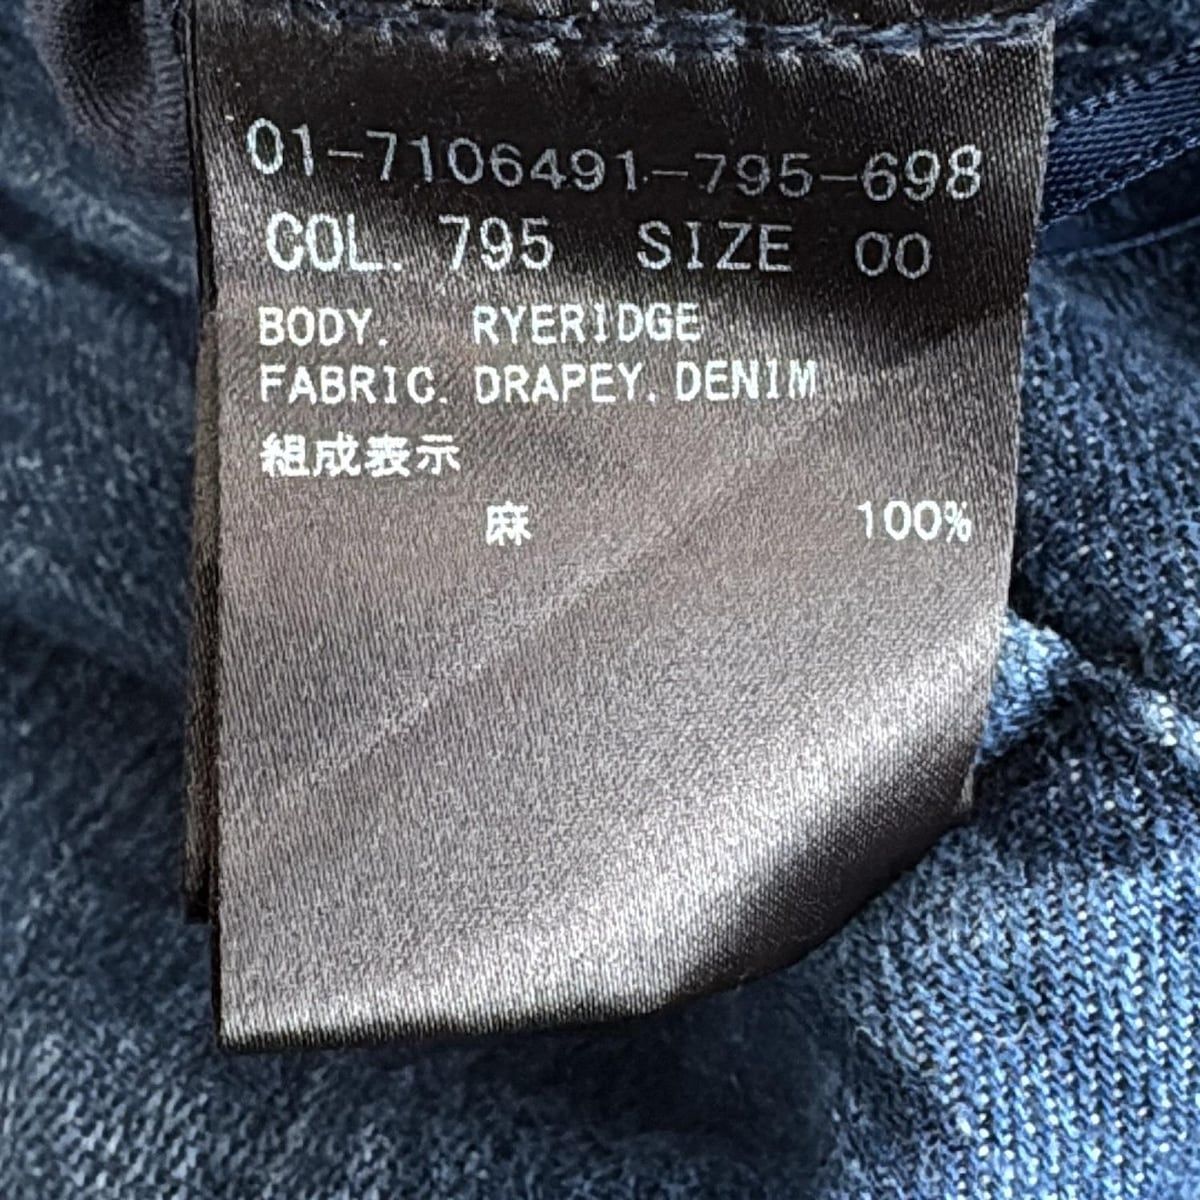 01-7106491-795-698
COL. 795 SIZE 00
BODY. RYERIDGE
FABRIC. DRAPEY. DENIM
組成表示
麻 100%